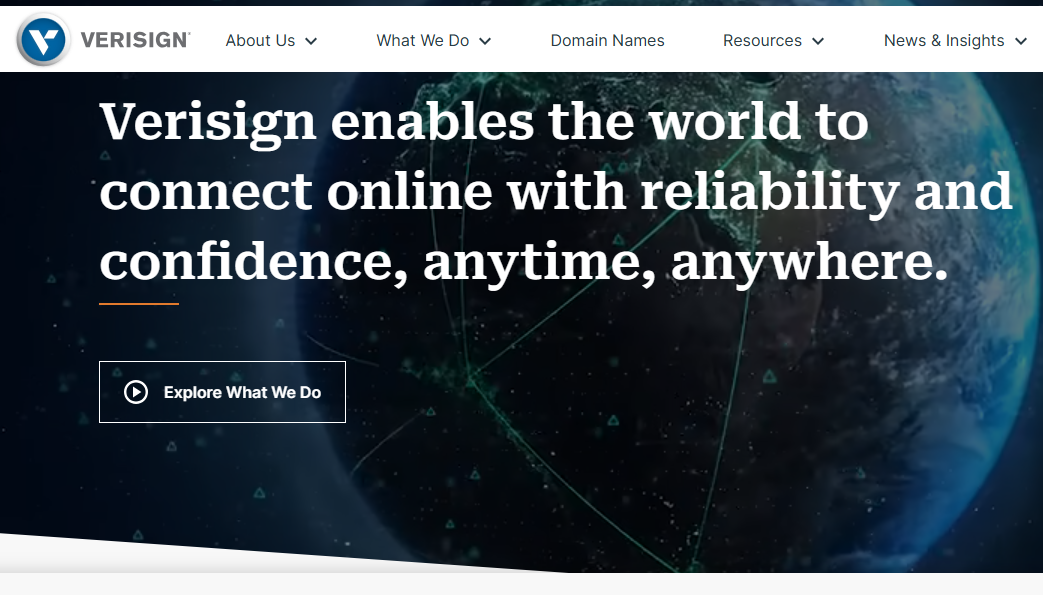 VERISIGN
About Us
What We Do
Domain Names
Resources
News & Insights
Verisign enables the world to
connect online with reliability and
confidence, anytime, anywhere.
Explore What We Do